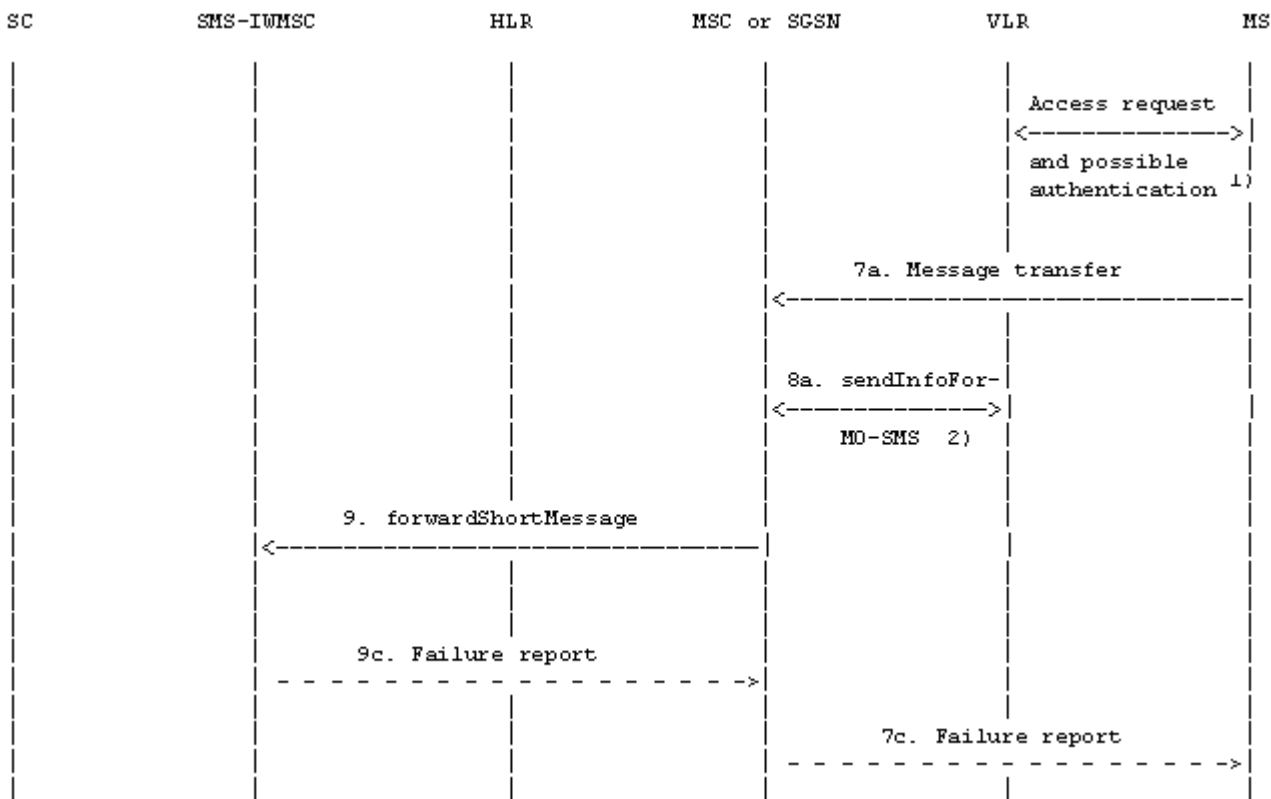 SC SMS-IWMSC HLR MSC or SGSN VLR MS
Access request
and possible
authentication 1)
7a. Message transfer
8a. sendInfoFor-
MO-SMS 2)
9. forwardShortMessage
9c. Failure report
7c. Failure report